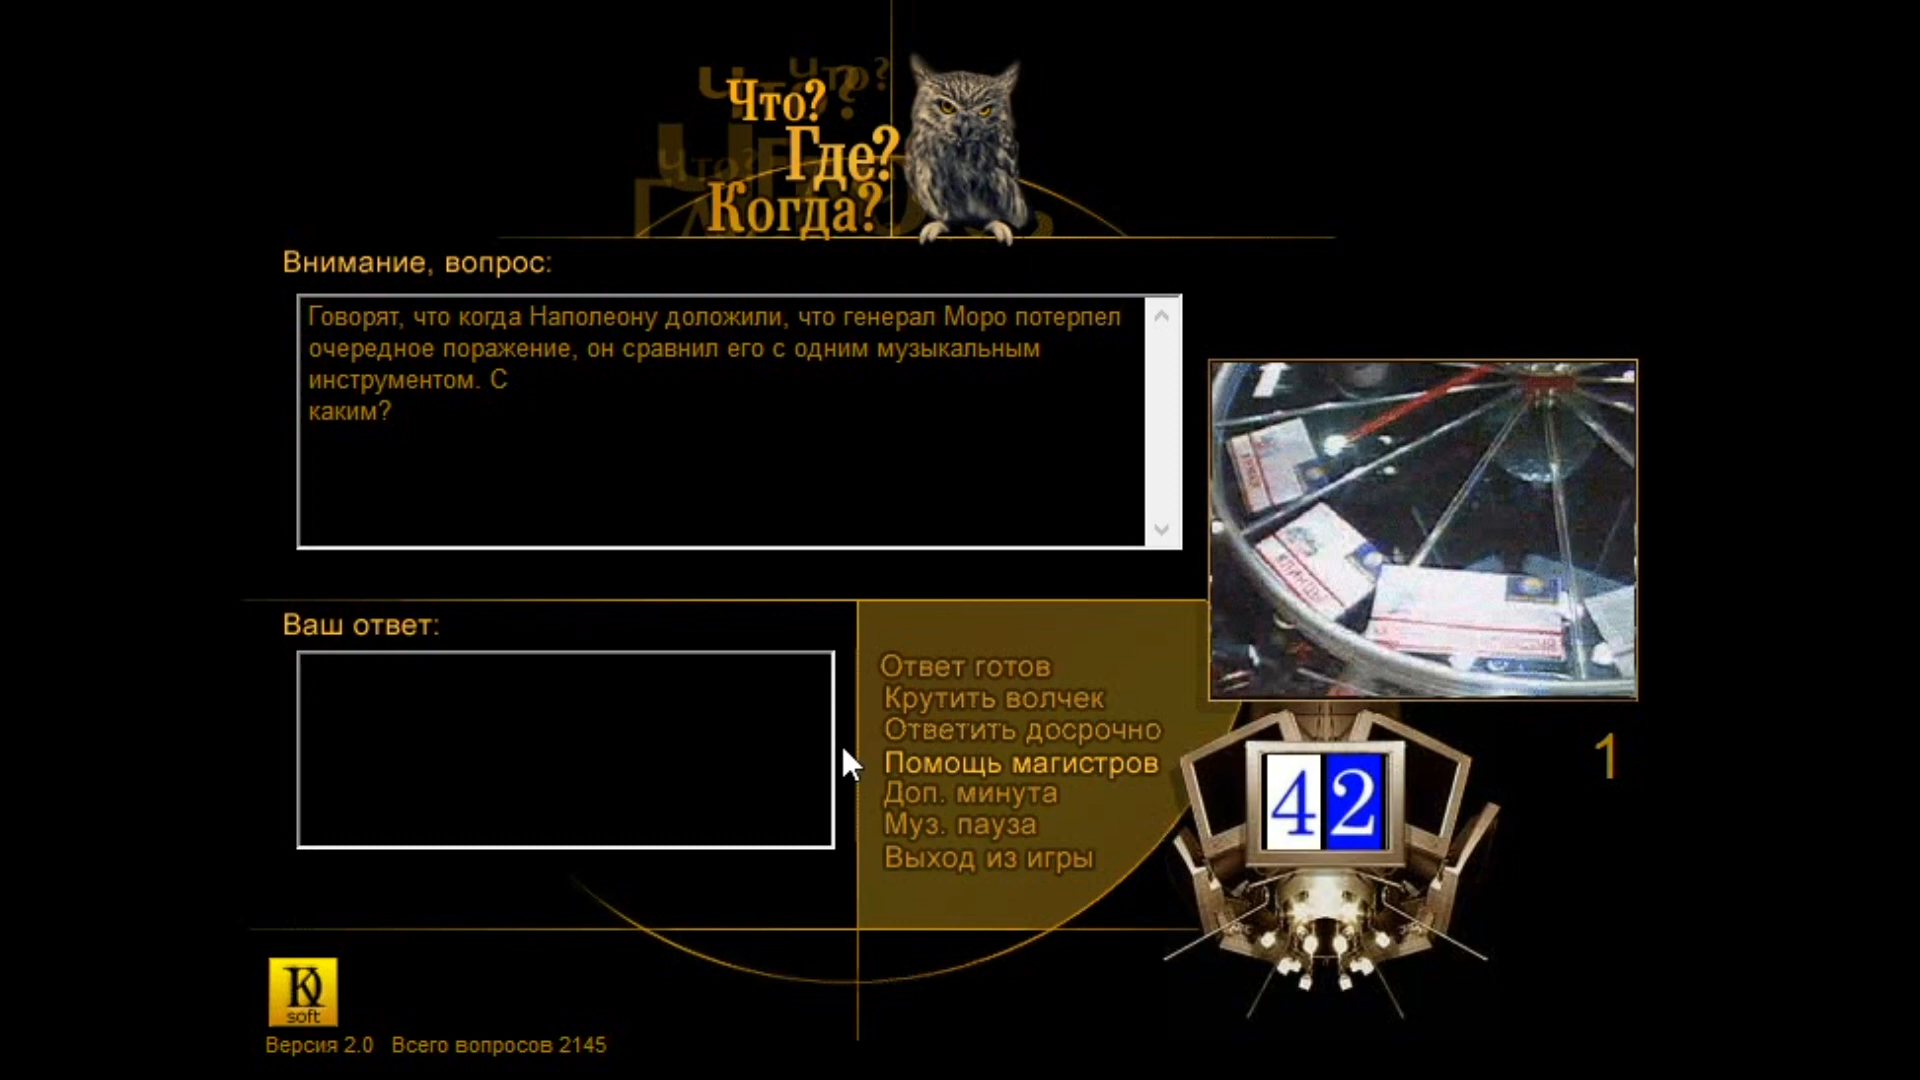 Что?
Где?
Когда?
Внимание, вопрос:
Говорят, что когда Наполеону доложили, что генерал Моро потерпел
очередное поражение, он сравнил его с одним музыкальным
инструментом. С
каким?
Ваш ответ:
Ответ готов
Крутить волчек
Ответить досрочно
Помощь магистров
Доп. минута
Муз. пауза
Выход из игры
42
1
KD
soft
Версия 2.0 Всего вопросов 2145